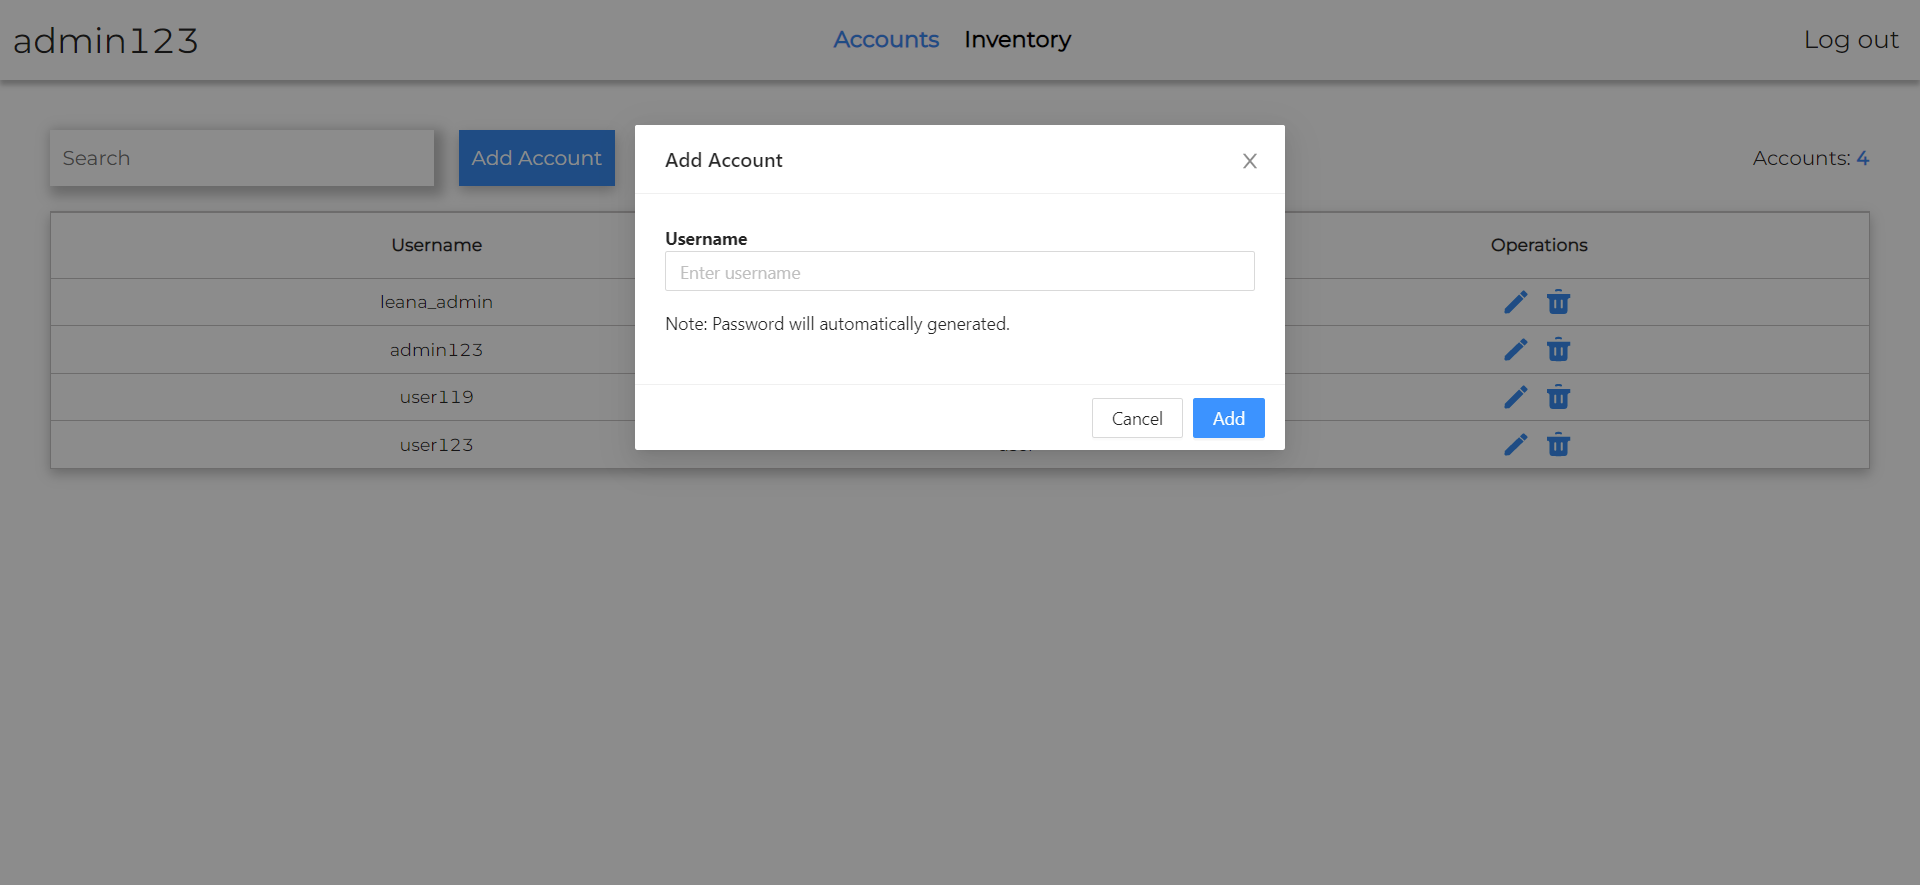 admin123
Accounts Inventory
Log out
Search
Add Account
Accounts: 4
Username
Operations
leana_admin
admin123
user119
user123
Add Account
Username
Enter username
Note: Password will automatically generated.
Cancel
Add